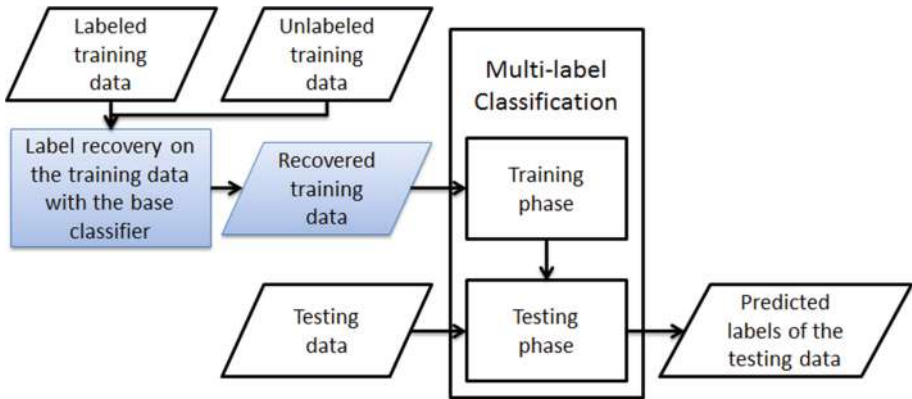 Labeled
training
data
Unlabeled
training
data
Multi-label
Classification
Label recovery on
the training data
with the base
classifier
Recovered
training
data
Training
phase
Testing
data
Testing
phase
Predicted
labels of the
testing data